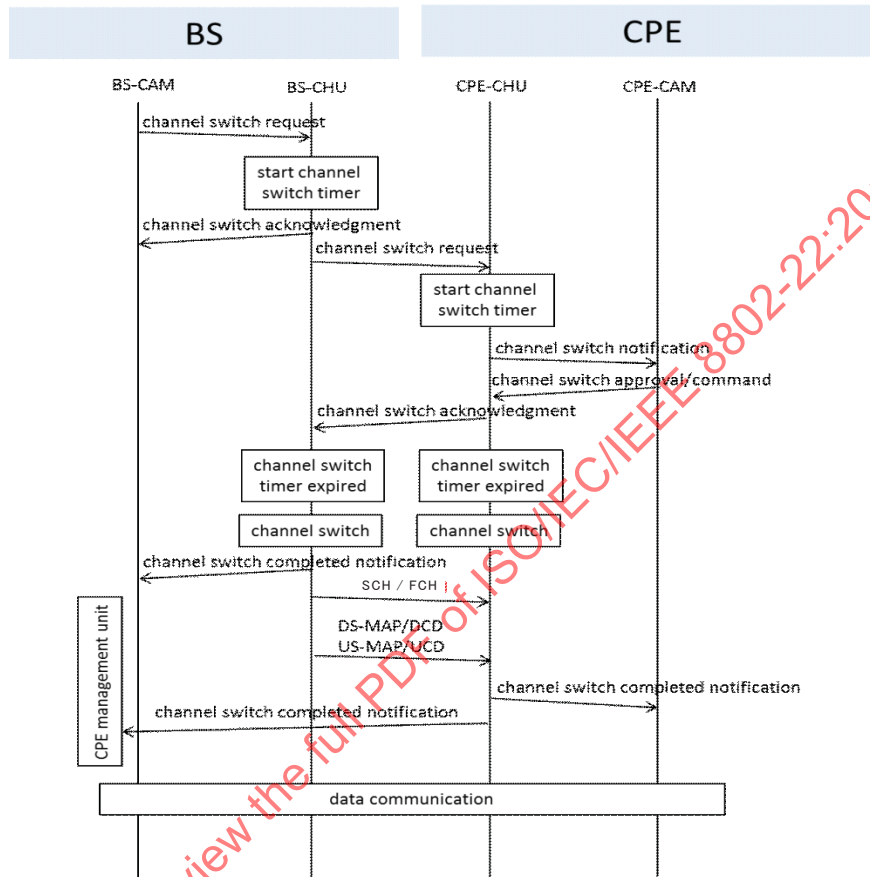 BS
CPE
BS-CAM
BS-CHU
CPE-CHU
CPE-CAM
channel switch request
start channel
switch timer
channel switch acknowledgment
channel switch request
start channel
switch timer
channel switch notification
channel switch approval/command
channel switch acknowledgment
channel switch
timer expired
channel switch
timer expired
channel switch
channel switch
channel switch completed notification
SCH / FCH
DS-MAP/DCD
US-MAP/UCD
CPE management unit
channel switch completed notification
channel switch completed notification
data communication
view the full PDF of ISO/IEC/IEEE 8802-22:20